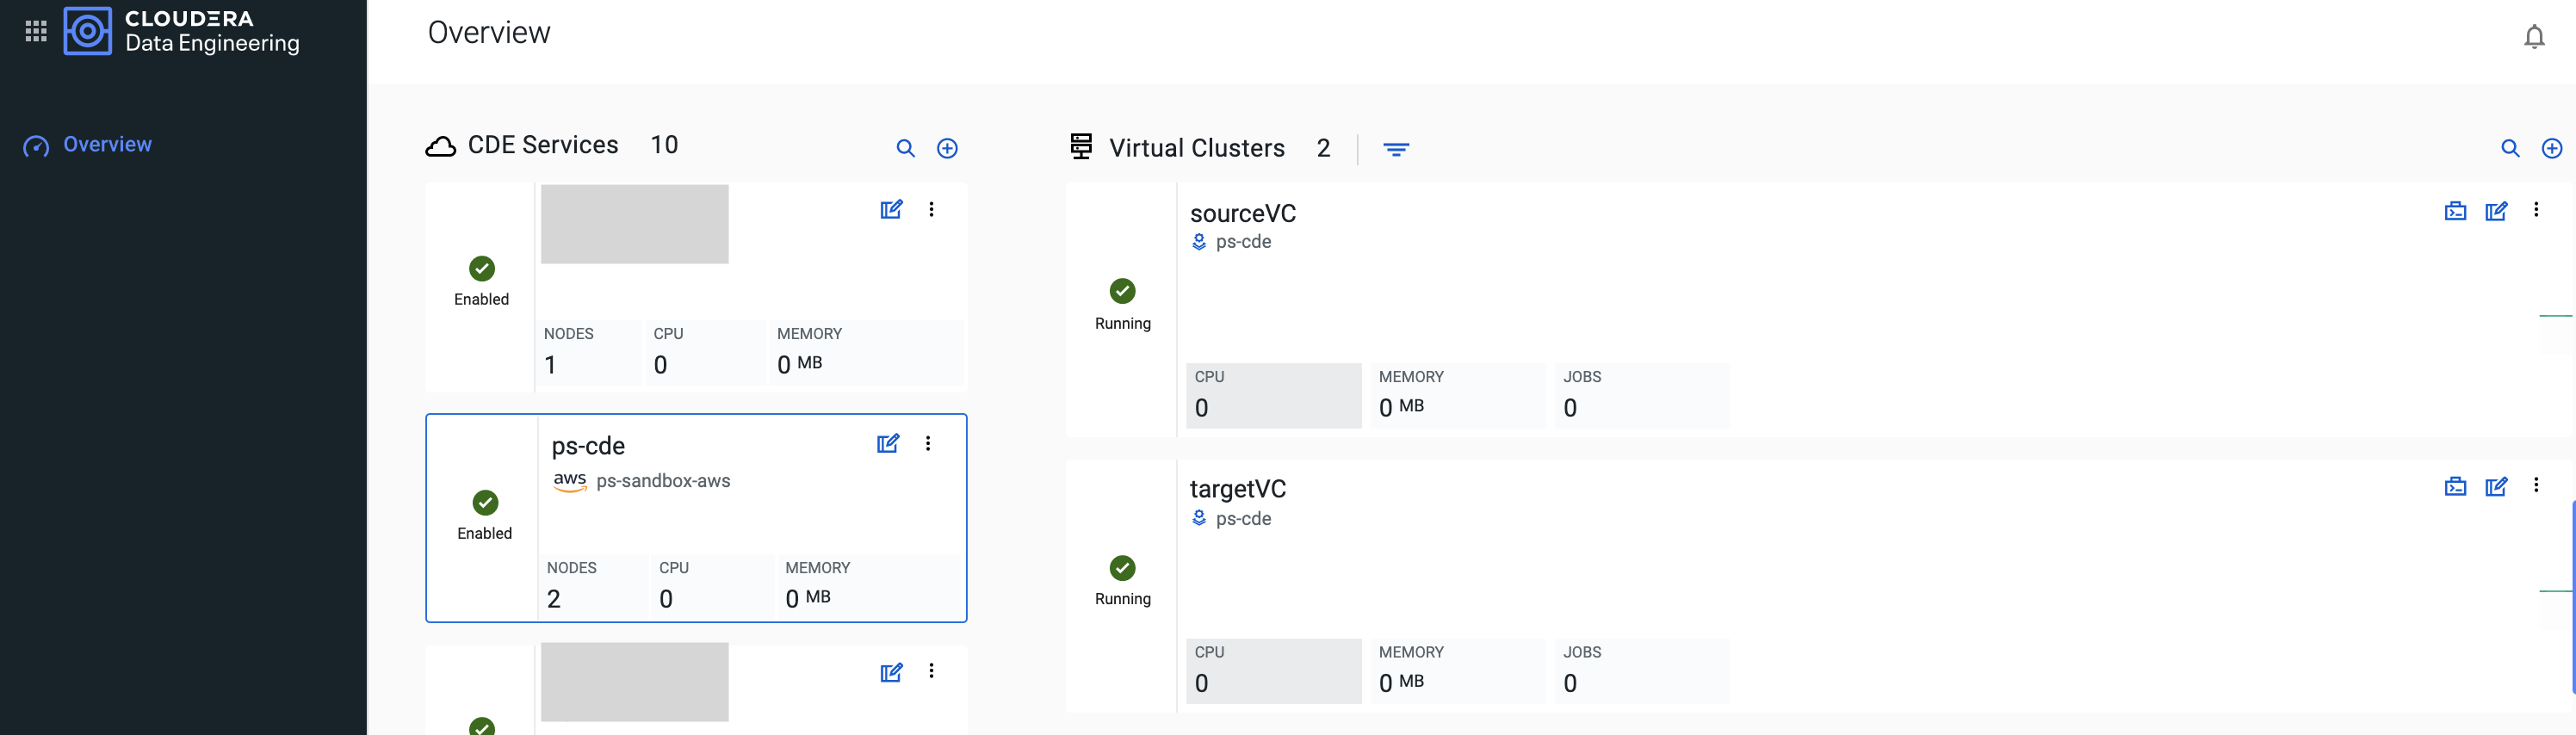 CLOUDERA
Data Engineering
Overview
Overview
CDE Services 10
Enabled
NODES CPU MEMORY
1 0 0 MB
ps-cde
aws ps-sandbox-aws
Enabled
NODES CPU MEMORY
2 0 0 MB
Virtual Clusters 2
sourceVC
ps-cde
Running
CPU MEMORY JOBS
0 0 MB 0
targetVC
ps-cde
Running
CPU MEMORY JOBS
0 0 MB 0